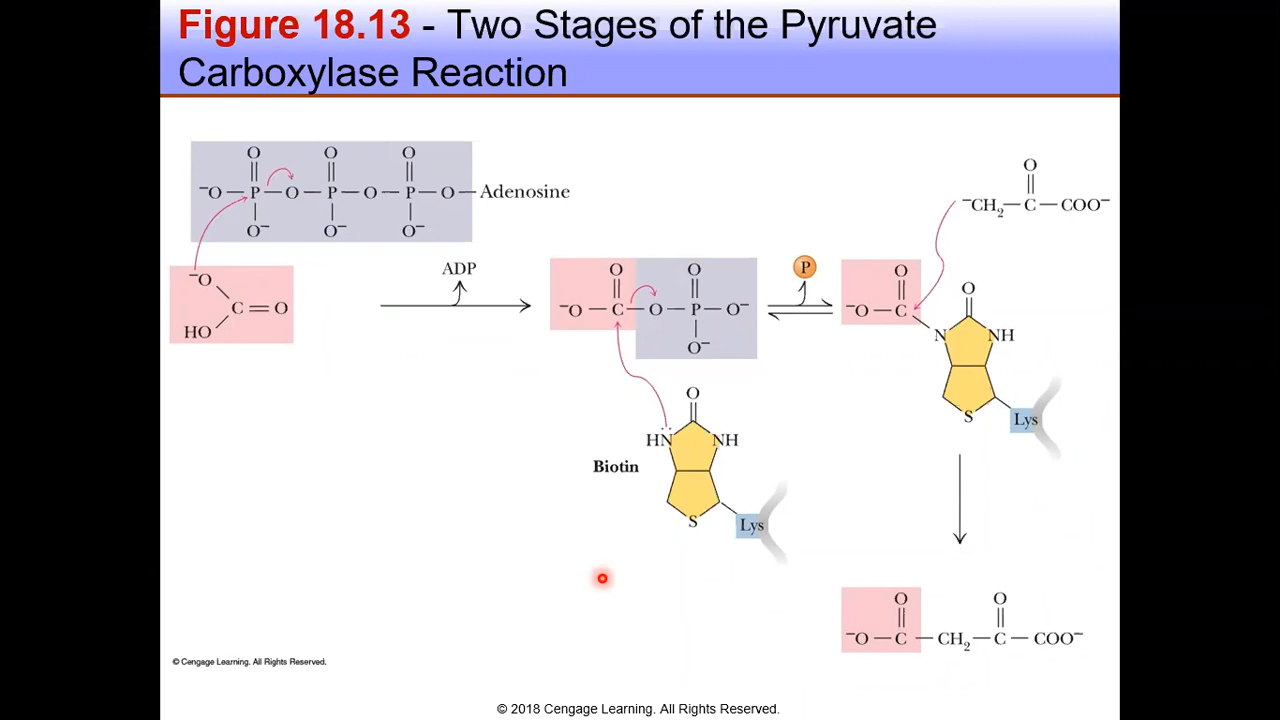 Figure 18.13 - Two Stages of the Pyruvate
Carboxylase Reaction
O O O
⁻O—P—O—P—O—P—O—Adenosine
O⁻ O⁻ O⁻
⁻O
C=O
HO
ADP
O O
⁻O—C—O—P—O⁻
O⁻
P
O
⁻CH₂—C—COO⁻
O
⁻O—C
O
N NH
S
Lys
O
HN NH
Biotin
S
Lys
O O
⁻O—C—CH₂—C—COO⁻
© Cengage Learning. All Rights Reserved.
© 2018 Cengage Learning. All Rights Reserved.